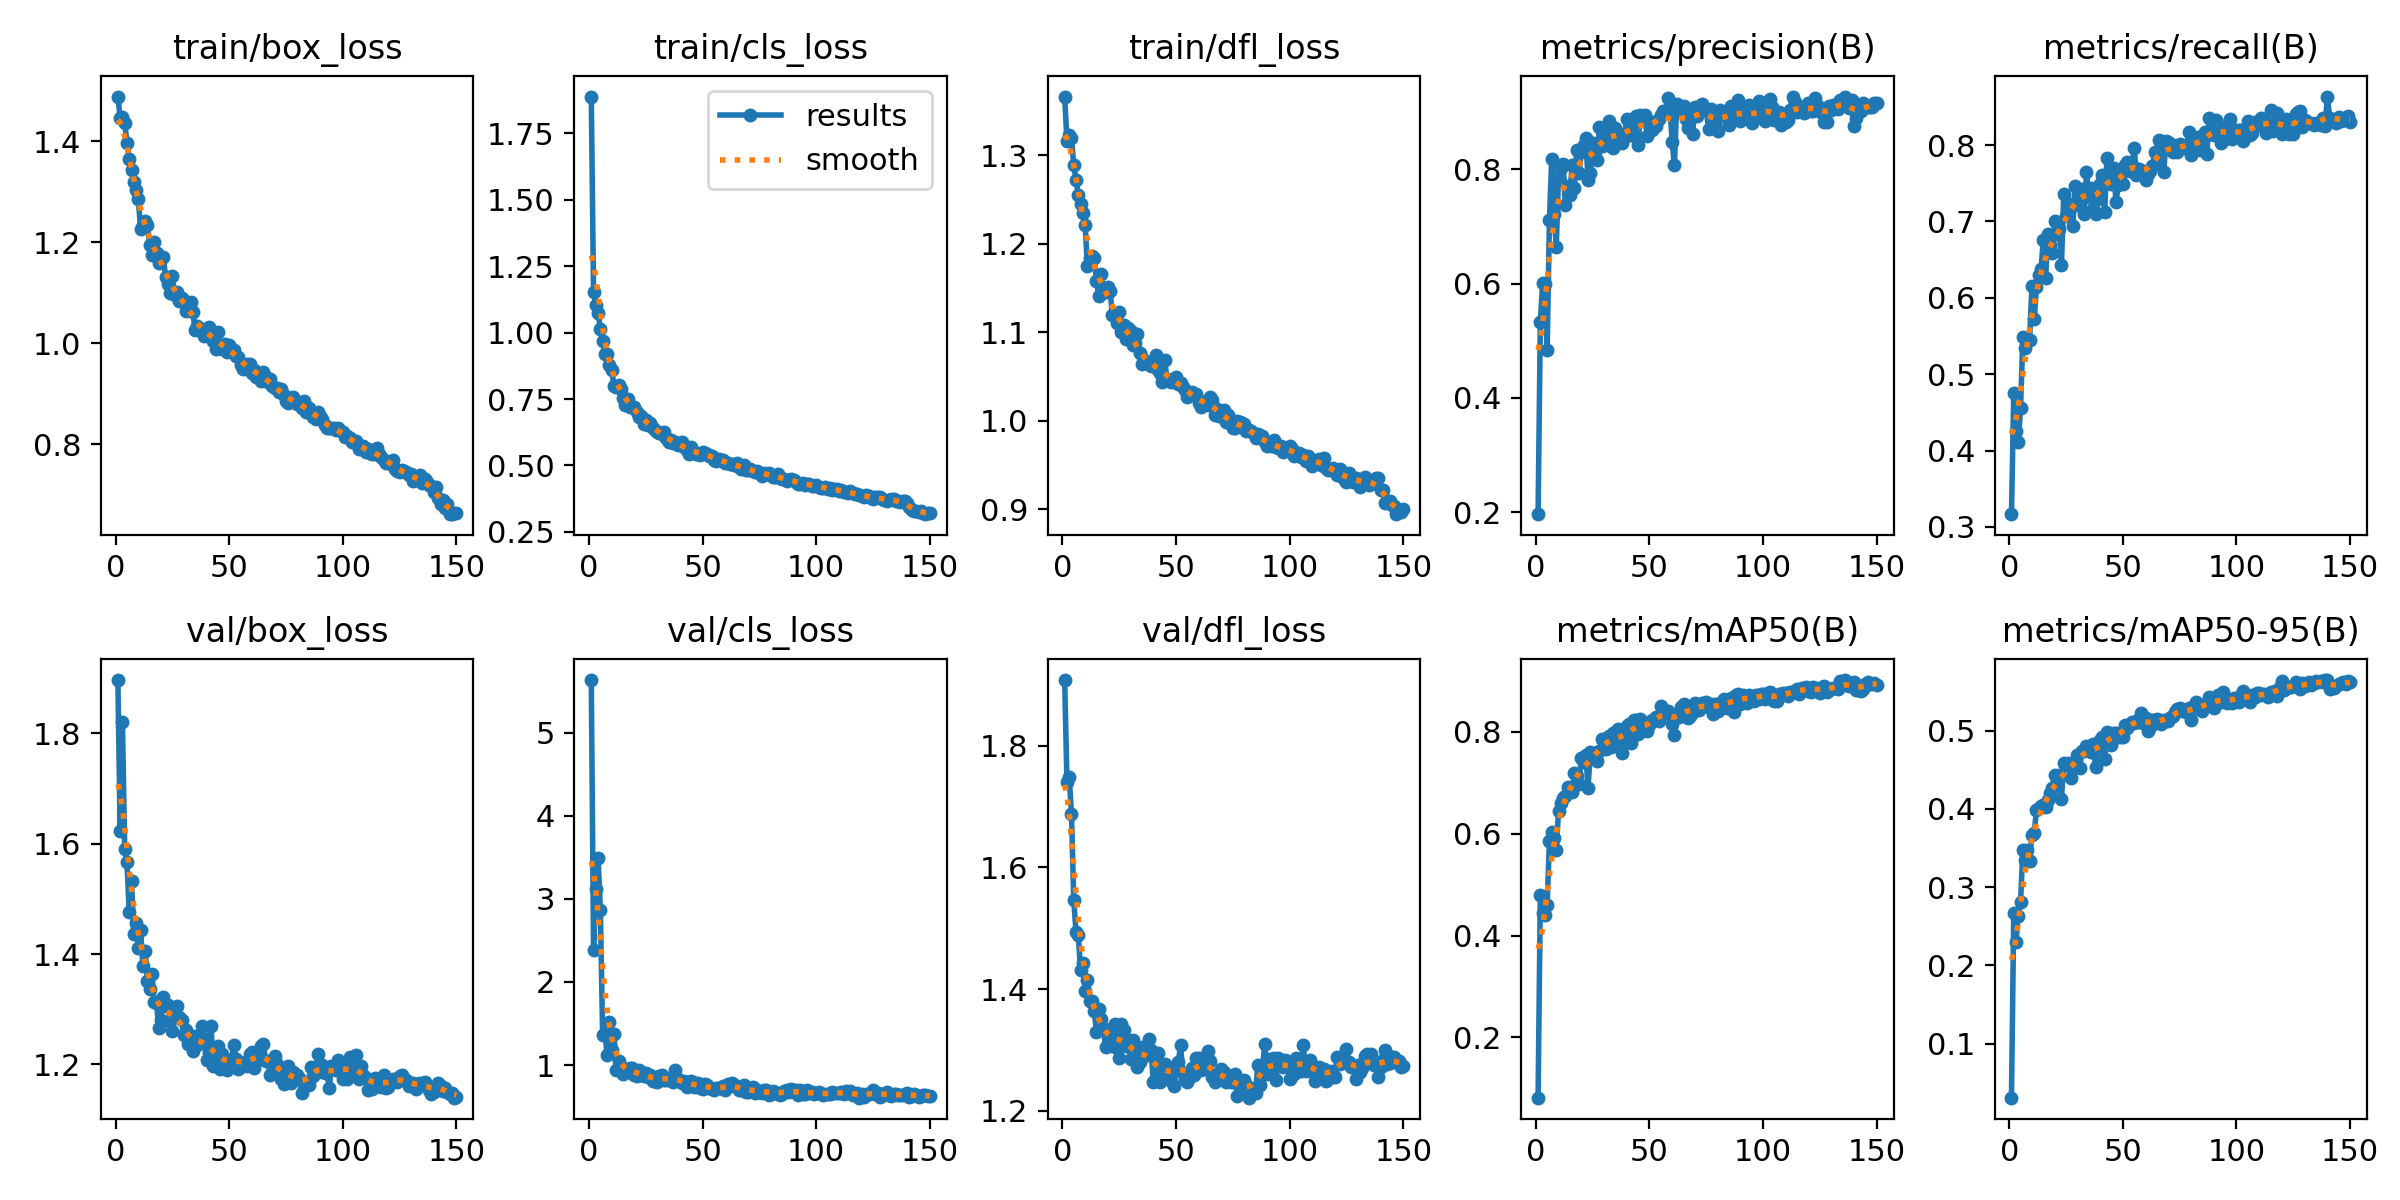 train/box_loss
train/cls_loss
train/dfl_loss
metrics/precision(B)
metrics/recall(B)
results
smooth
1.4
1.2
1.0
0.8
0 50 100 150
1.75
1.50
1.25
1.00
0.75
0.50
0.25
0 50 100 150
1.3
1.2
1.1
1.0
0.9
0 50 100 150
0.8
0.6
0.4
0.2
0 50 100 150
0.8
0.7
0.6
0.5
0.4
0.3
0 50 100 150
val/box_loss
val/cls_loss
val/dfl_loss
metrics/mAP50(B)
metrics/mAP50-95(B)
1.8
1.6
1.4
1.2
0 50 100 150
5
4
3
2
1
0 50 100 150
1.8
1.6
1.4
1.2
0 50 100 150
0.8
0.6
0.4
0.2
0 50 100 150
0.5
0.4
0.3
0.2
0.1
0 50 100 150